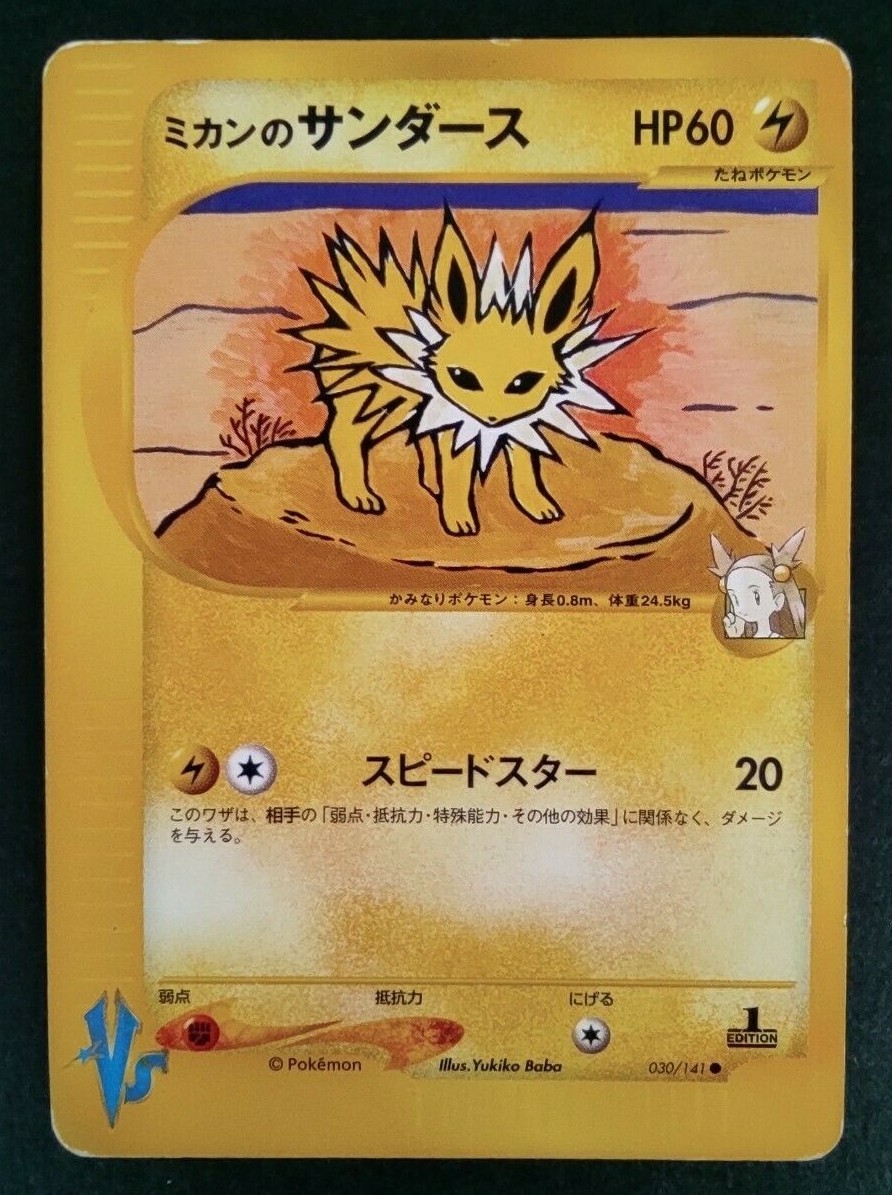 ミカンのサンダース HP60
たねポケモン
かみなりポケモン：身長0.8m、体重24.5kg
スピードスター 20
このワザは、相手の「弱点・抵抗力・特殊能力・その他の効果」に関係なく、ダメージ
を与える。
弱点 抵抗力 にげる
1
EDITION
VS
© Pokémon Illus. Yukiko Baba 030/141